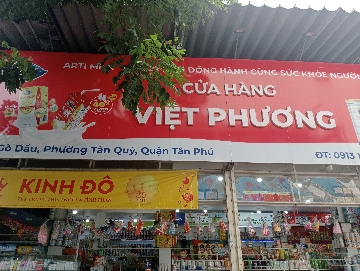 ARTI M
ĐỒNG HÀNH CÙNG SỨC KHỎE NGƯỜI
CỬA HÀNG
VIỆT PHƯƠNG
Gò Dầu, Phường Tân Quý, Quận Tân Phú
ĐT: 0913 1
KINH ĐÔ